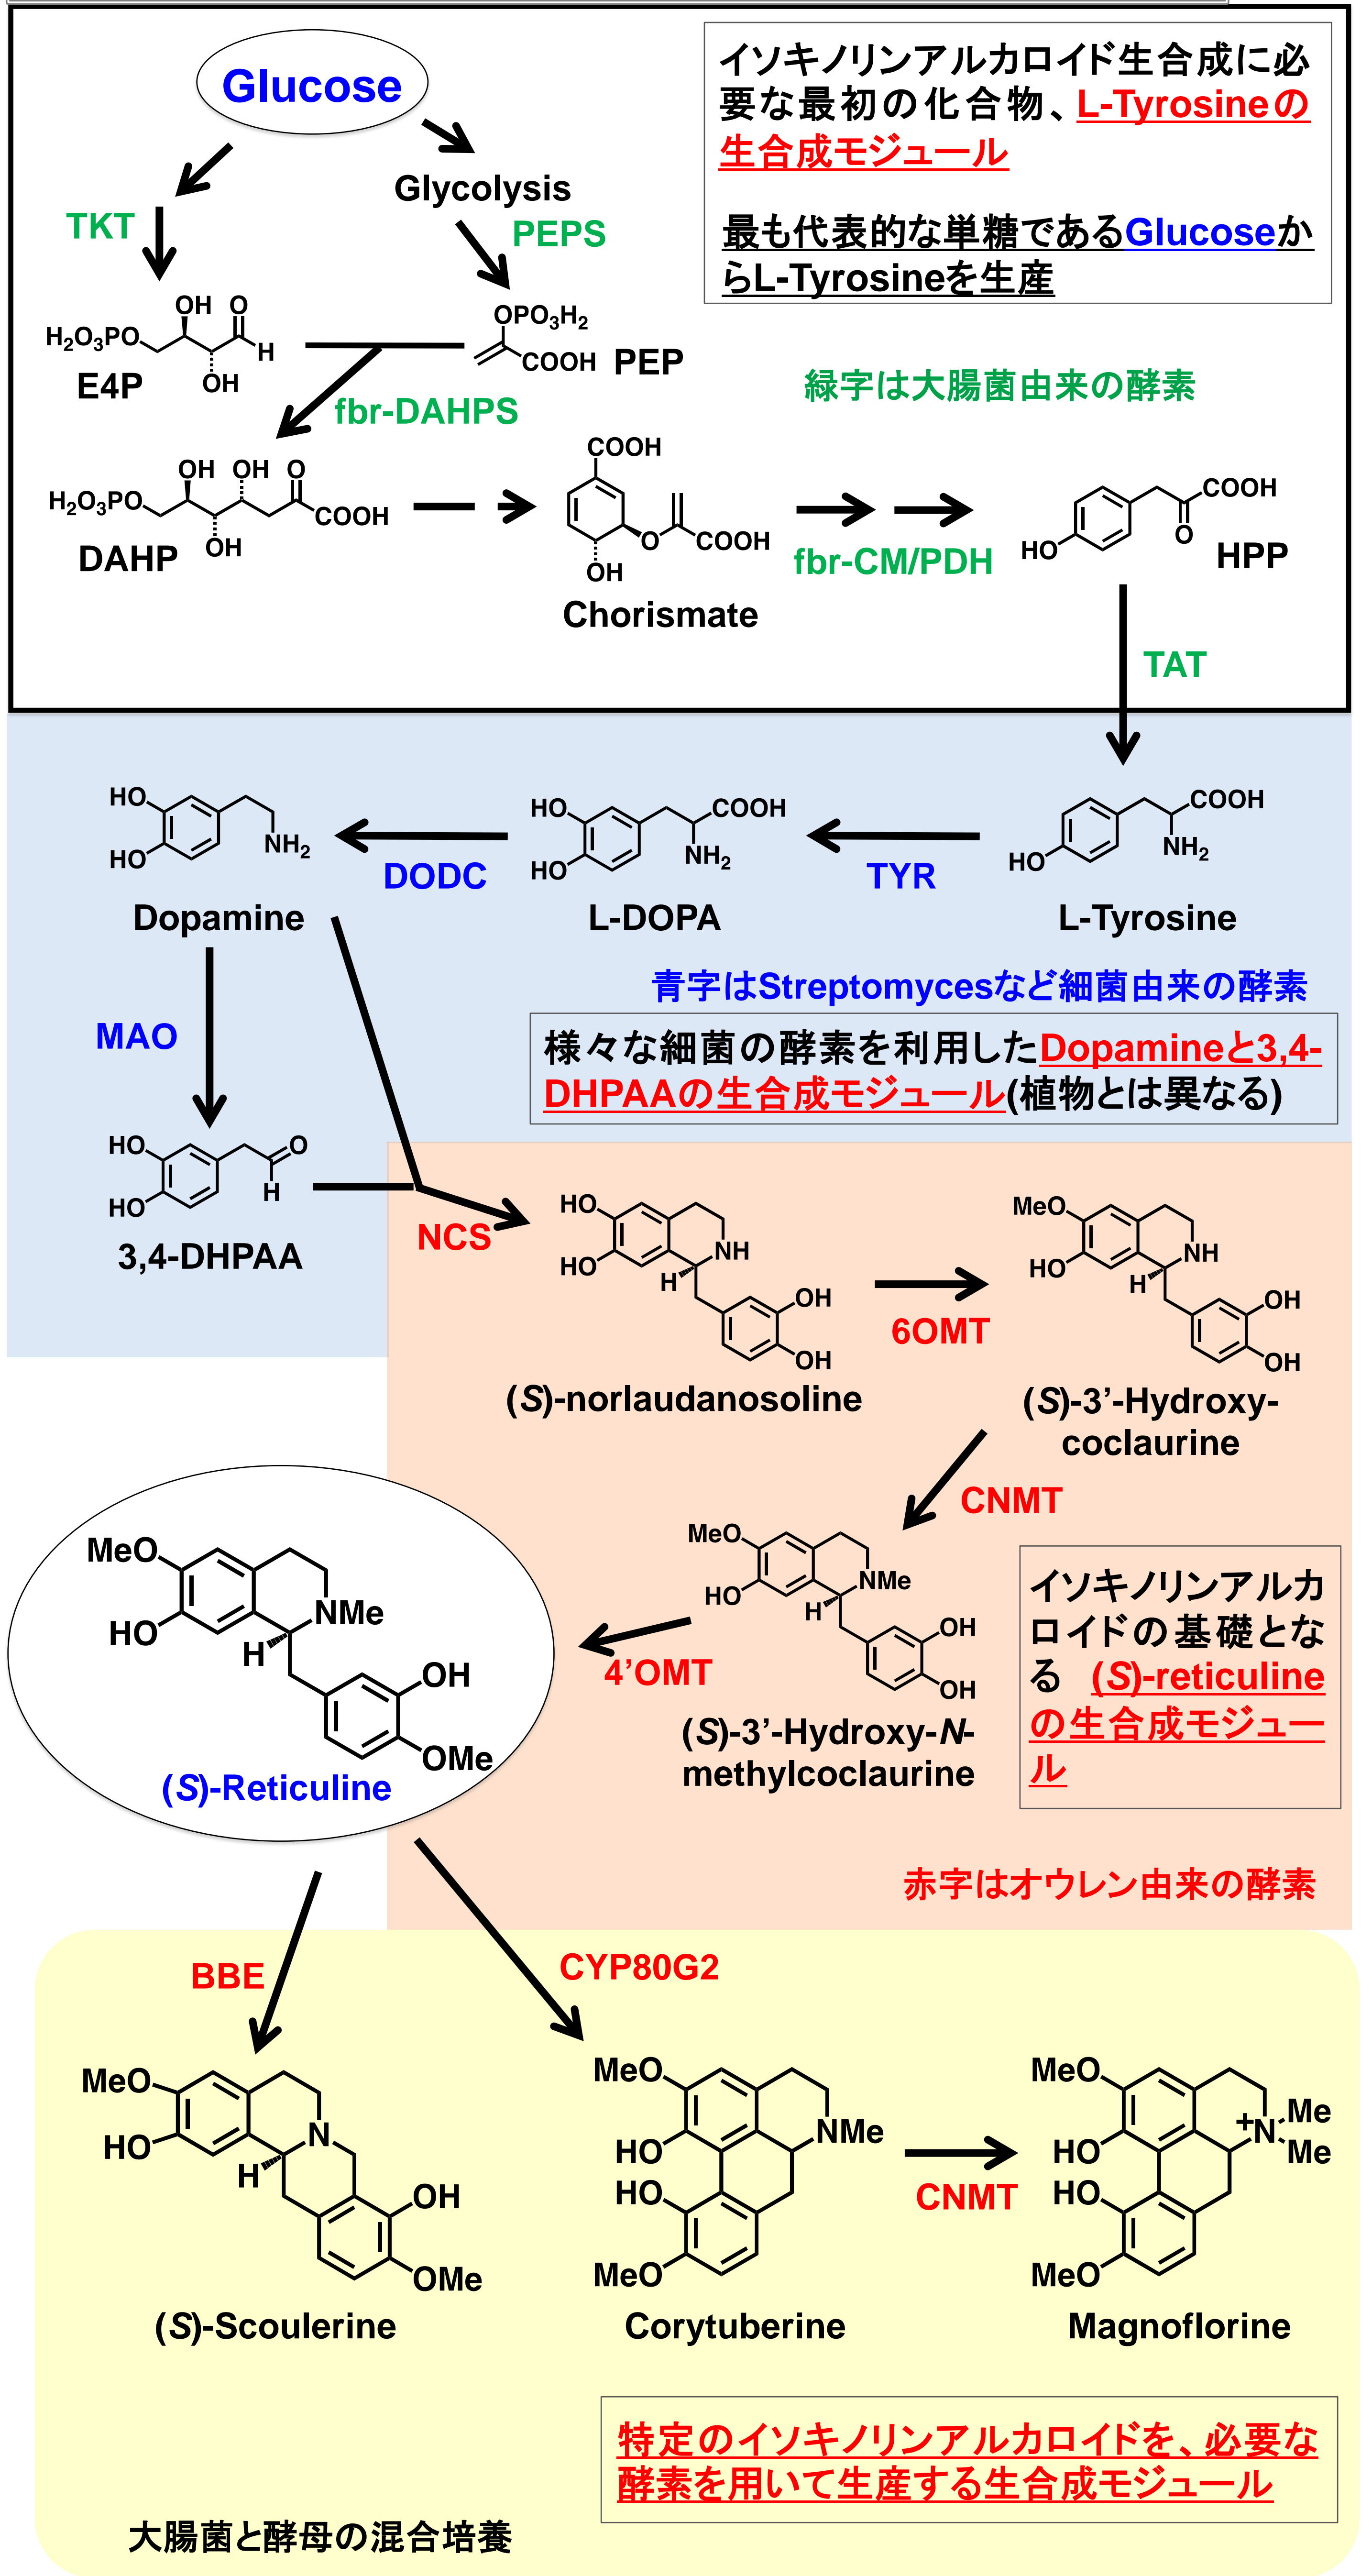 Glucose
イソキノリンアルカロイド生合成に必
要な最初の化合物、L-Tyrosineの
生合成モジュール
最も代表的な単糖であるGlucoseか
らL-Tyrosineを生産
Glycolysis
TKT
PEPS
OH O
H₂O₃PO
H
OH
E4P
OPO₃H₂
COOH
PEP
緑字は大腸菌由来の酵素
fbr-DAHPS
OH OH O
H₂O₃PO
COOH
OH
DAHP
COOH
O
COOH
OH
Chorismate
fbr-CM/PDH
COOH
O
HO
HPP
TAT
HO
HO
NH₂
Dopamine
DODC
HO
COOH
HO
NH₂
L-DOPA
TYR
COOH
HO
NH₂
L-Tyrosine
青字はStreptomycesなど細菌由来の酵素
様々な細菌の酵素を利用したDopamineと3,4-
DHPAAの生合成モジュール(植物とは異なる)
MAO
HO
O
HO
H
3,4-DHPAA
NCS
HO
HO
NH
H
OH
OH
(S)-norlaudanosoline
6OMT
MeO
HO
NH
H
OH
OH
(S)-3’-Hydroxy-
coclaurine
CNMT
MeO
HO
NMe
H
OH
OH
(S)-3’-Hydroxy-N-
methylcoclaurine
イソキノリンアルカ
ロイドの基礎とな
る (S)-reticuline
の生合成モジュー
ル
4’OMT
MeO
HO
NMe
H
OH
OMe
(S)-Reticuline
赤字はオウレン由来の酵素
BBE
CYP80G2
MeO
HO
N
H
OH
OMe
(S)-Scoulerine
MeO
HO
NMe
HO
MeO
Corytuberine
CNMT
MeO
HO
+
N
Me
Me
HO
MeO
Magnoflorine
特定のイソキノリンアルカロイドを、必要な
酵素を用いて生産する生合成モジュール
大腸菌と酵母の混合培養